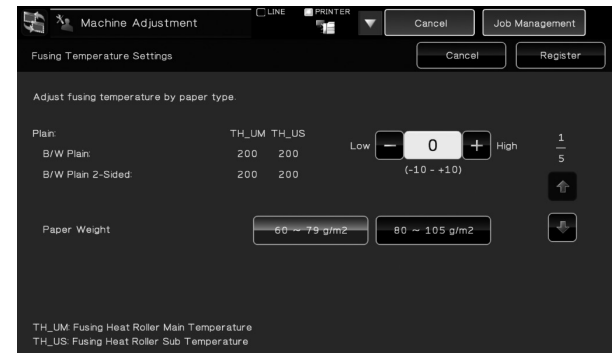 Machine Adjustment LINE PRINTER Cancel Job Management
Fusing Temperature Settings Cancel Register
Adjust fusing temperature by paper type.
Plain: TH_UM TH_US Low − 0 + High 1
B/W Plain: 200 200 5
B/W Plain 2-Sided: 200 200 (-10 - +10)
Paper Weight 60 ~ 79 g/m2 80 ~ 105 g/m2
TH_UM: Fusing Heat Roller Main Temperature
TH_US: Fusing Heat Roller Sub Temperature